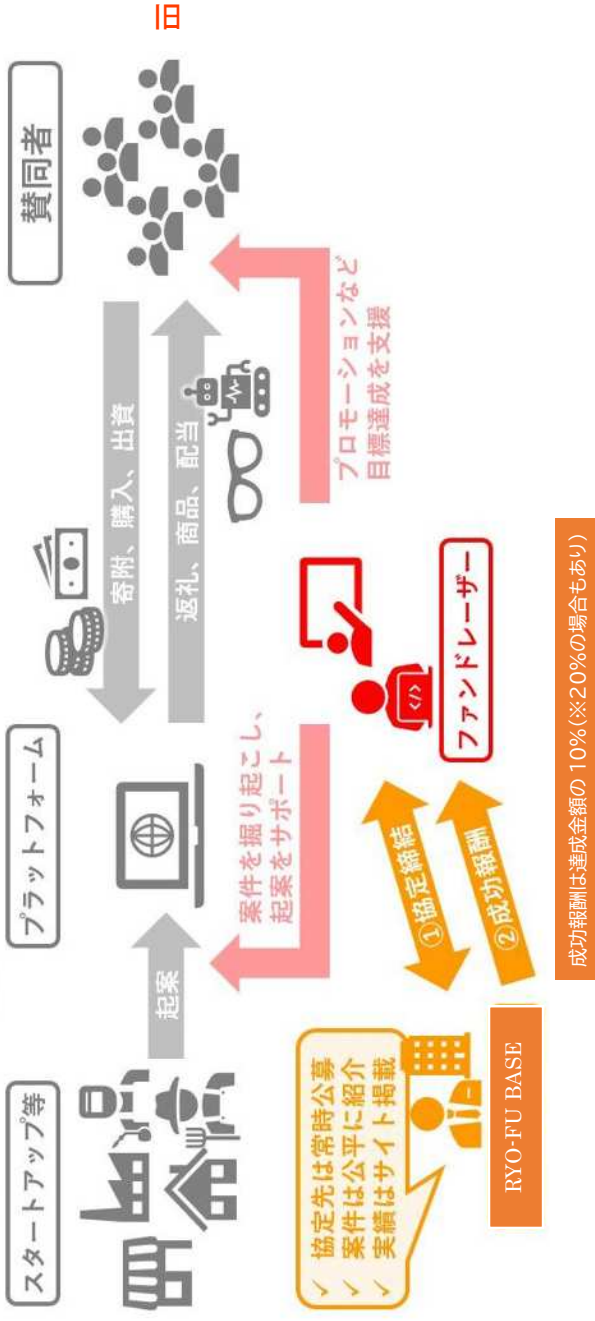 旧
スタートアップ等
プラットフォーム
賛同者
起案
寄附、購入、出資
返礼、商品、配当
案件を掘り起こし、
起案をサポート
プロモーションなど
目標達成を支援
✓ 協定先は常時公募
✓ 案件は公平に紹介
✓ 実績はサイト掲載
①協定締結
②成功報酬
</>
ファンドレーザー
RYO-FU BASE
成功報酬は達成金額の10%(※20%の場合もあり)